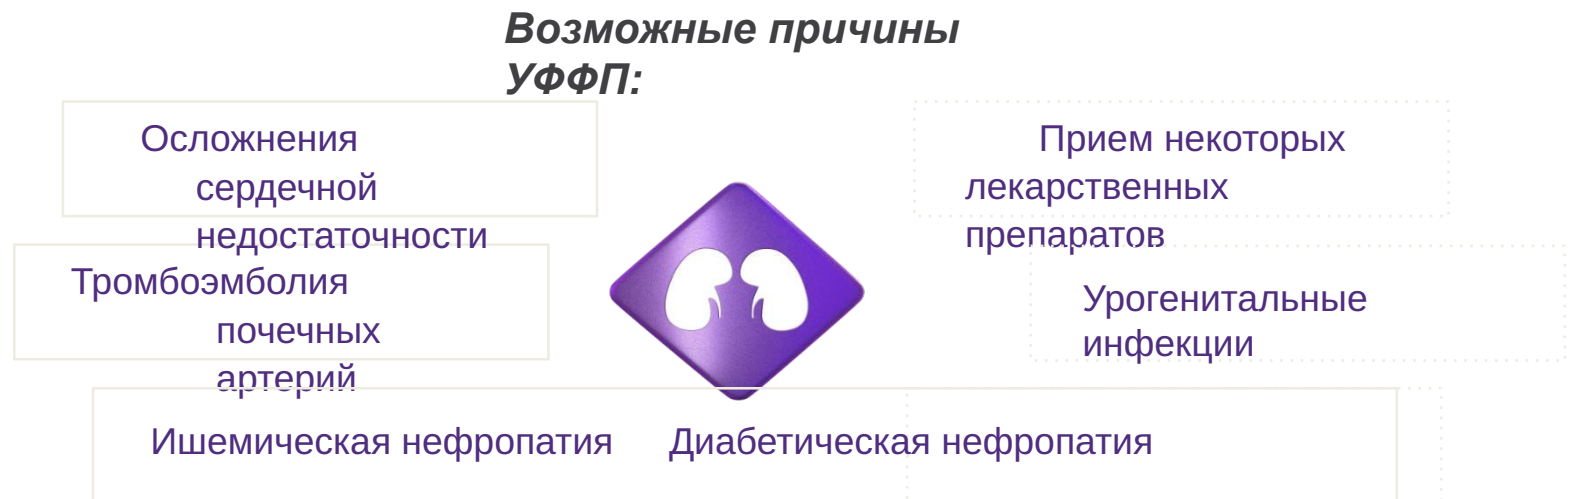 Возможные причины
УФФП:
Осложнения
сердечной
недостаточности
Тромбоэмболия
почечных
артерий
Прием некоторых
лекарственных
препаратов
Урогенитальные
инфекции
Ишемическая нефропатия
Диабетическая нефропатия